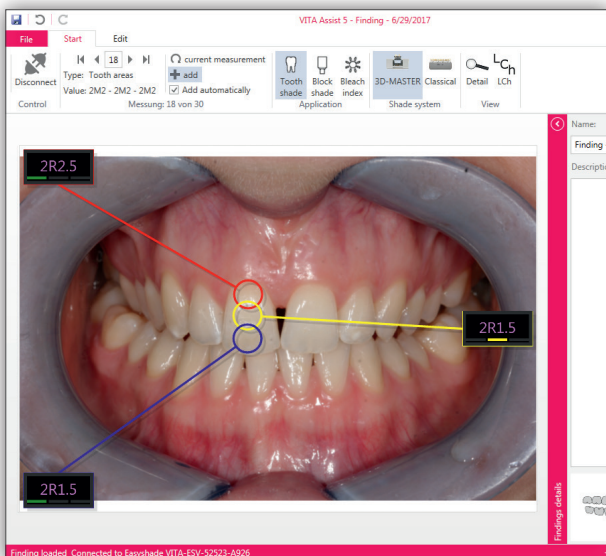 VITA Assist 5 - Finding - 6/29/2017
File Start Edit
18
current measurement
Type: Tooth areas
add
Value: 2M2 - 2M2 - 2M2
Add automatically
Disconnect
Tooth shade
Block shade
Bleach index
3D-MASTER
Classical
Detail
LCh
LCh
Control
Messung: 18 von 30
Application
Shade system
View
Name:
Finding
2R2.5
2R1.5
2R1.5
Findings details
Finding loaded Connected to Easyshade VITA-ESV-52523-A926